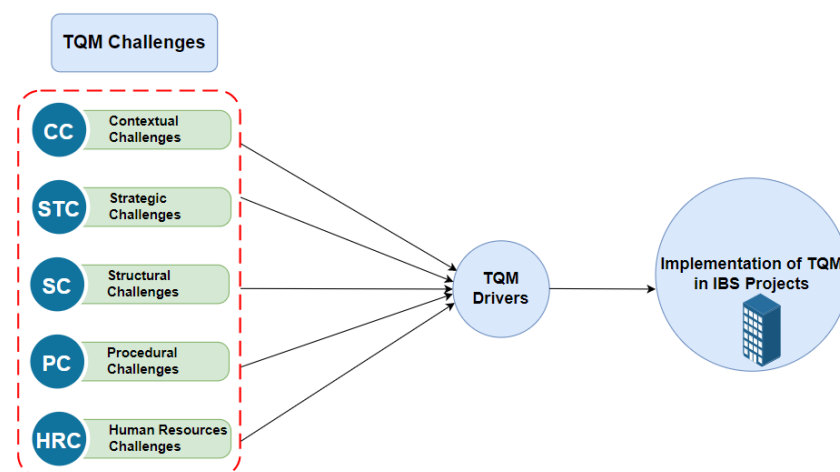 TQM Challenges
CC
Contextual
Challenges
STC
Strategic
Challenges
SC
Structural
Challenges
PC
Procedural
Challenges
HRC
Human Resources
Challenges
TQM
Drivers
Implementation of TQM
in IBS Projects